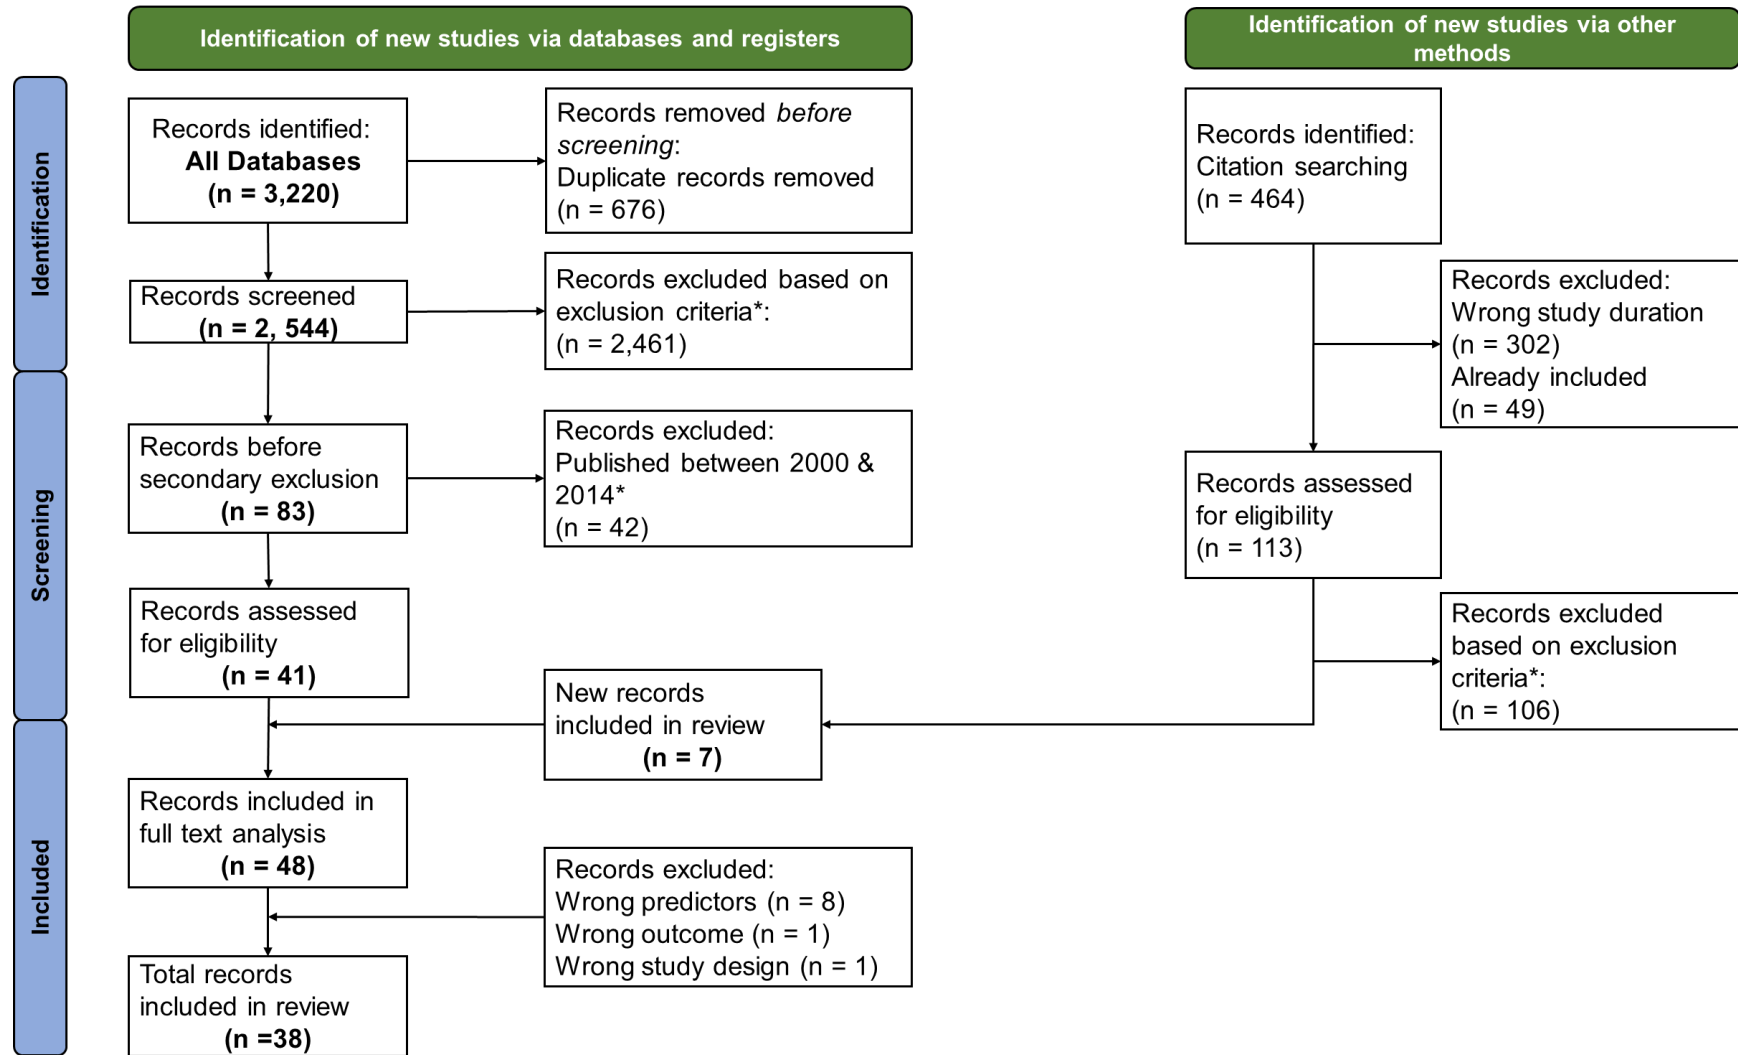 Identification of new studies via databases and registers
Identification of new studies via other
methods
Identification
Records identified:
All Databases
(n = 3,220)
Records removed before
screening:
Duplicate records removed
(n = 676)
Records identified:
Citation searching
(n = 464)
Records screened
(n = 2, 544)
Records excluded based on
exclusion criteria*:
(n = 2,461)
Records excluded:
Wrong study duration
(n = 302)
Already included
(n = 49)
Screening
Records before
secondary exclusion
(n = 83)
Records excluded:
Published between 2000 &
2014*
(n = 42)
Records assessed
for eligibility
(n = 113)
Records assessed
for eligibility
(n = 41)
Records excluded
based on exclusion
criteria*:
(n = 106)
New records
included in review
(n = 7)
Included
Records included in
full text analysis
(n = 48)
Records excluded:
Wrong predictors (n = 8)
Wrong outcome (n = 1)
Wrong study design (n = 1)
Total records
included in review
(n =38)